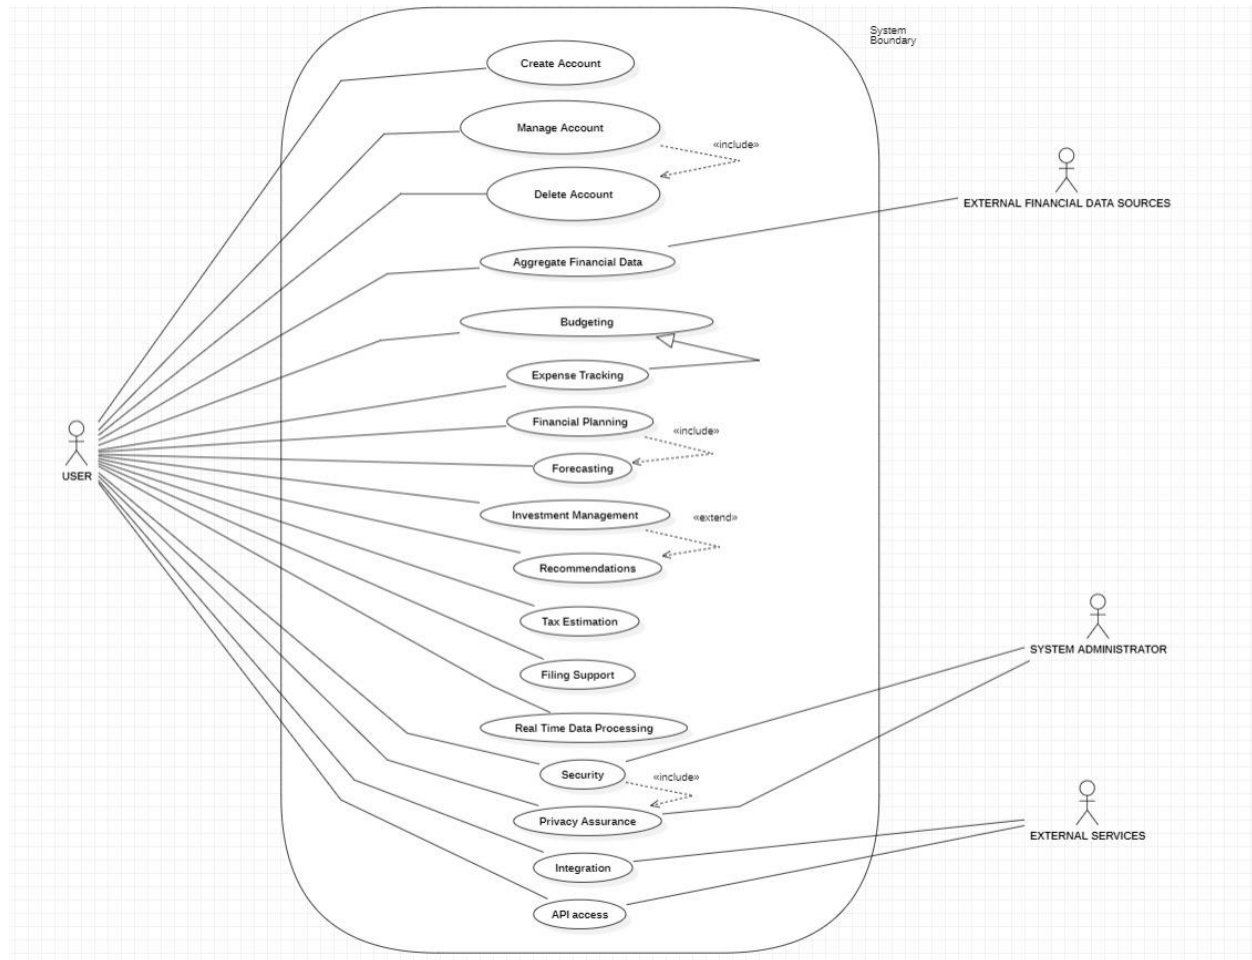 System
Boundary
Create Account
Manage Account
«include»
Delete Account
EXTERNAL FINANCIAL DATA SOURCES
Aggregate Financial Data
Budgeting
Expense Tracking
Financial Planning
«include»
Forecasting
USER
Investment Management
«extend»
Recommendations
Tax Estimation
SYSTEM ADMINISTRATOR
Filing Support
Real Time Data Processing
Security
«include»
Privacy Assurance
EXTERNAL SERVICES
Integration
API access